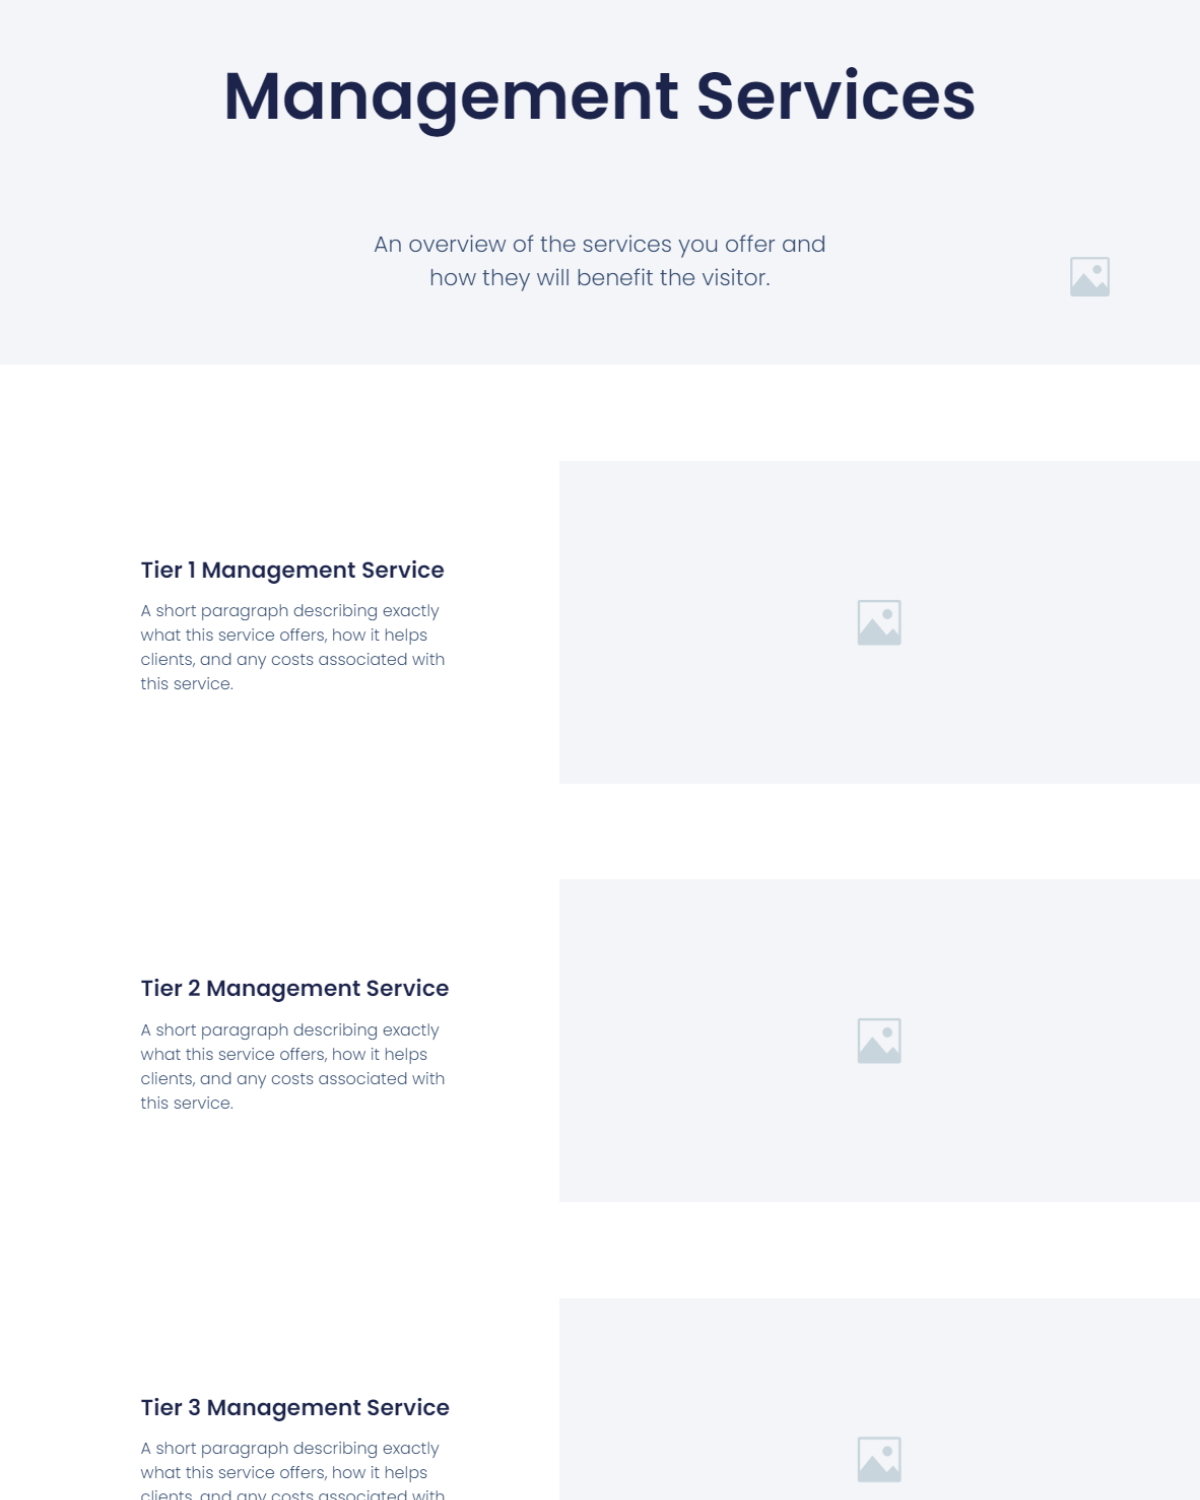 Management Services
An overview of the services you offer and
how they will benefit the visitor.
Tier 1 Management Service
A short paragraph describing exactly
what this service offers, how it helps
clients, and any costs associated with
this service.
Tier 2 Management Service
A short paragraph describing exactly
what this service offers, how it helps
clients, and any costs associated with
this service.
Tier 3 Management Service
A short paragraph describing exactly
what this service offers, how it helps
clients, and any costs associated with